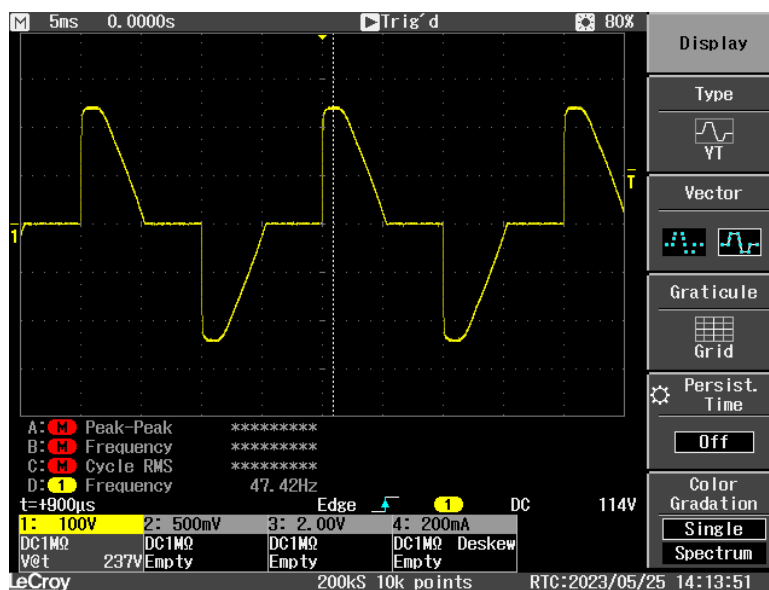 M 5ms 0.0000s Trig´d 80%
Display
Type
YT
Vector
Graticule
Grid
Persist. Time
Off
Color Gradation
Single
Spectrum
T
1
A: M Peak-Peak *********
B: M Frequency *********
C: M Cycle RMS *********
D: 1 Frequency 47.42Hz
t=+900µs Edge 1 DC 114V
1: 100V 2: 500mV 3: 2.00V 4: 200mA
DC1MΩ DC1MΩ DC1MΩ DC1MΩ Deskew
V@t 237V Empty Empty Empty
LeCroy 200kS 10k points RTC:2023/05/25 14:13:51